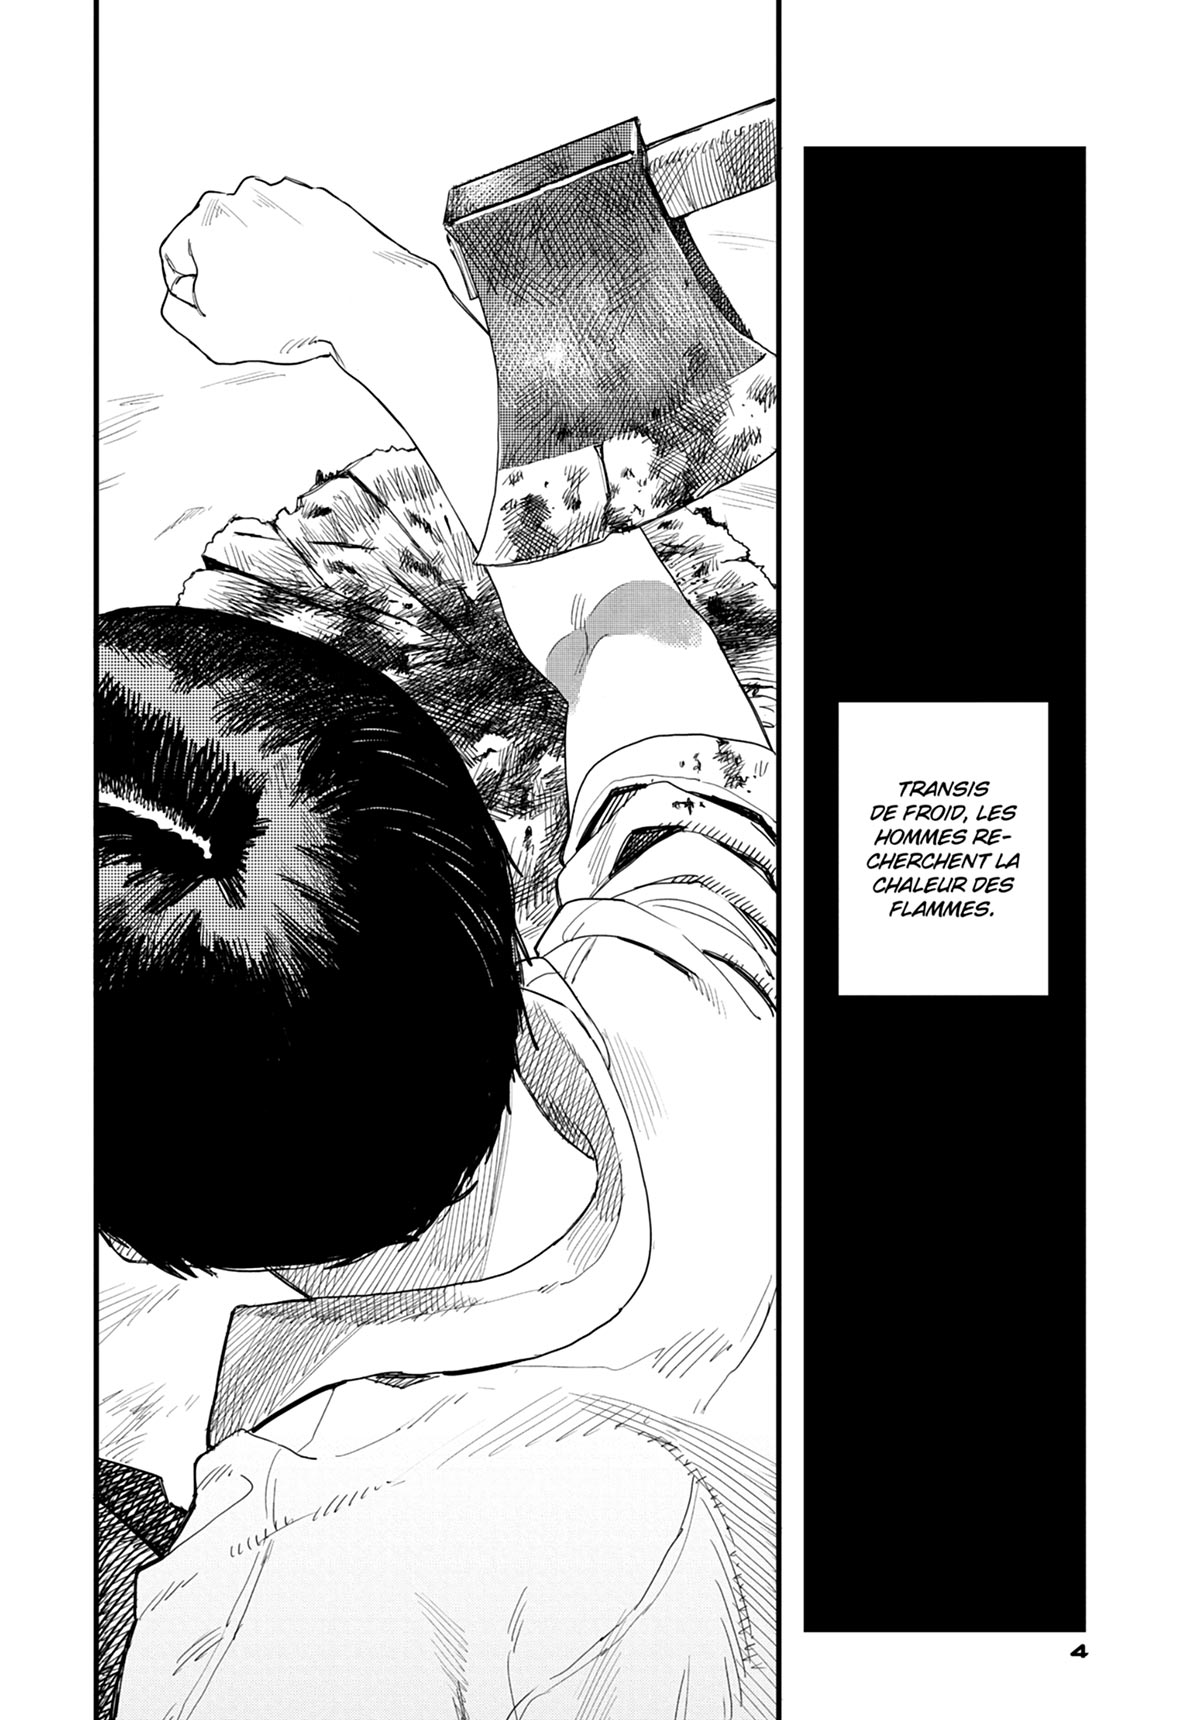 TRANSIS
DE FROID, LES
HOMMES RE-
CHERCHENT LA
CHALEUR DES
FLAMMES.
4